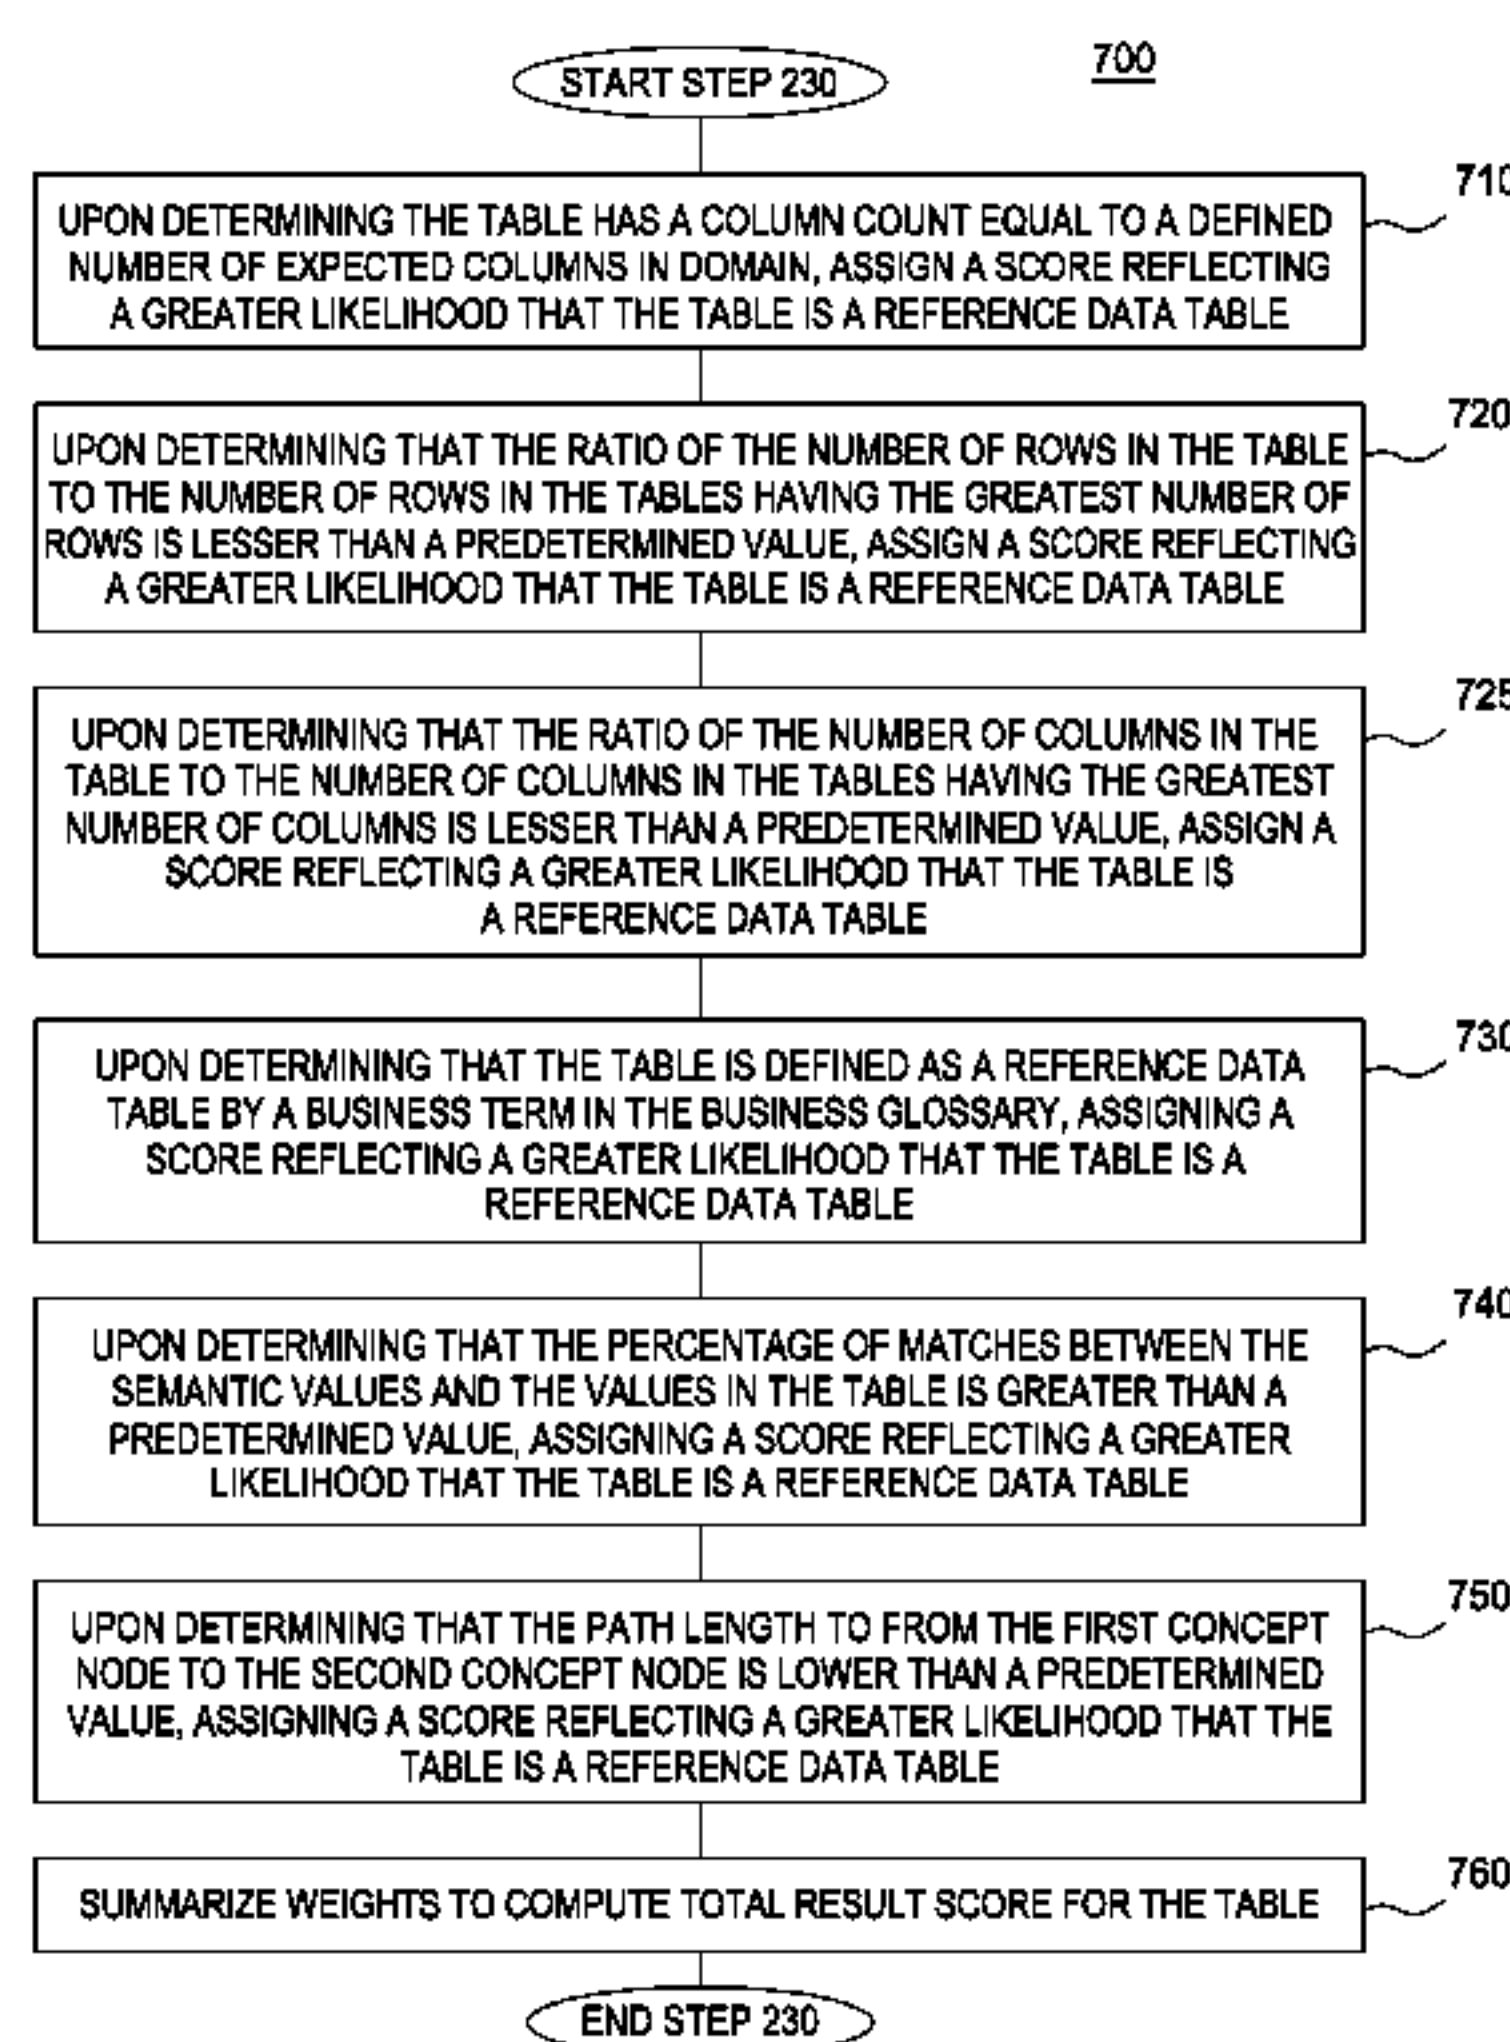 700
START STEP 230
710
UPON DETERMINING THE TABLE HAS A COLUMN COUNT EQUAL TO A DEFINED
NUMBER OF EXPECTED COLUMNS IN DOMAIN, ASSIGN A SCORE REFLECTING
A GREATER LIKELIHOOD THAT THE TABLE IS A REFERENCE DATA TABLE
720
UPON DETERMINING THAT THE RATIO OF THE NUMBER OF ROWS IN THE TABLE
TO THE NUMBER OF ROWS IN THE TABLES HAVING THE GREATEST NUMBER OF
ROWS IS LESSER THAN A PREDETERMINED VALUE, ASSIGN A SCORE REFLECTING
A GREATER LIKELIHOOD THAT THE TABLE IS A REFERENCE DATA TABLE
725
UPON DETERMINING THAT THE RATIO OF THE NUMBER OF COLUMNS IN THE
TABLE TO THE NUMBER OF COLUMNS IN THE TABLES HAVING THE GREATEST
NUMBER OF COLUMNS IS LESSER THAN A PREDETERMINED VALUE, ASSIGN A
SCORE REFLECTING A GREATER LIKELIHOOD THAT THE TABLE IS
A REFERENCE DATA TABLE
730
UPON DETERMINING THAT THE TABLE IS DEFINED AS A REFERENCE DATA
TABLE BY A BUSINESS TERM IN THE BUSINESS GLOSSARY, ASSIGNING A
SCORE REFLECTING A GREATER LIKELIHOOD THAT THE TABLE IS A
REFERENCE DATA TABLE
740
UPON DETERMINING THAT THE PERCENTAGE OF MATCHES BETWEEN THE
SEMANTIC VALUES AND THE VALUES IN THE TABLE IS GREATER THAN A
PREDETERMINED VALUE, ASSIGNING A SCORE REFLECTING A GREATER
LIKELIHOOD THAT THE TABLE IS A REFERENCE DATA TABLE
750
UPON DETERMINING THAT THE PATH LENGTH TO FROM THE FIRST CONCEPT
NODE TO THE SECOND CONCEPT NODE IS LOWER THAN A PREDETERMINED
VALUE, ASSIGNING A SCORE REFLECTING A GREATER LIKELIHOOD THAT THE
TABLE IS A REFERENCE DATA TABLE
760
SUMMARIZE WEIGHTS TO COMPUTE TOTAL RESULT SCORE FOR THE TABLE
END STEP 230